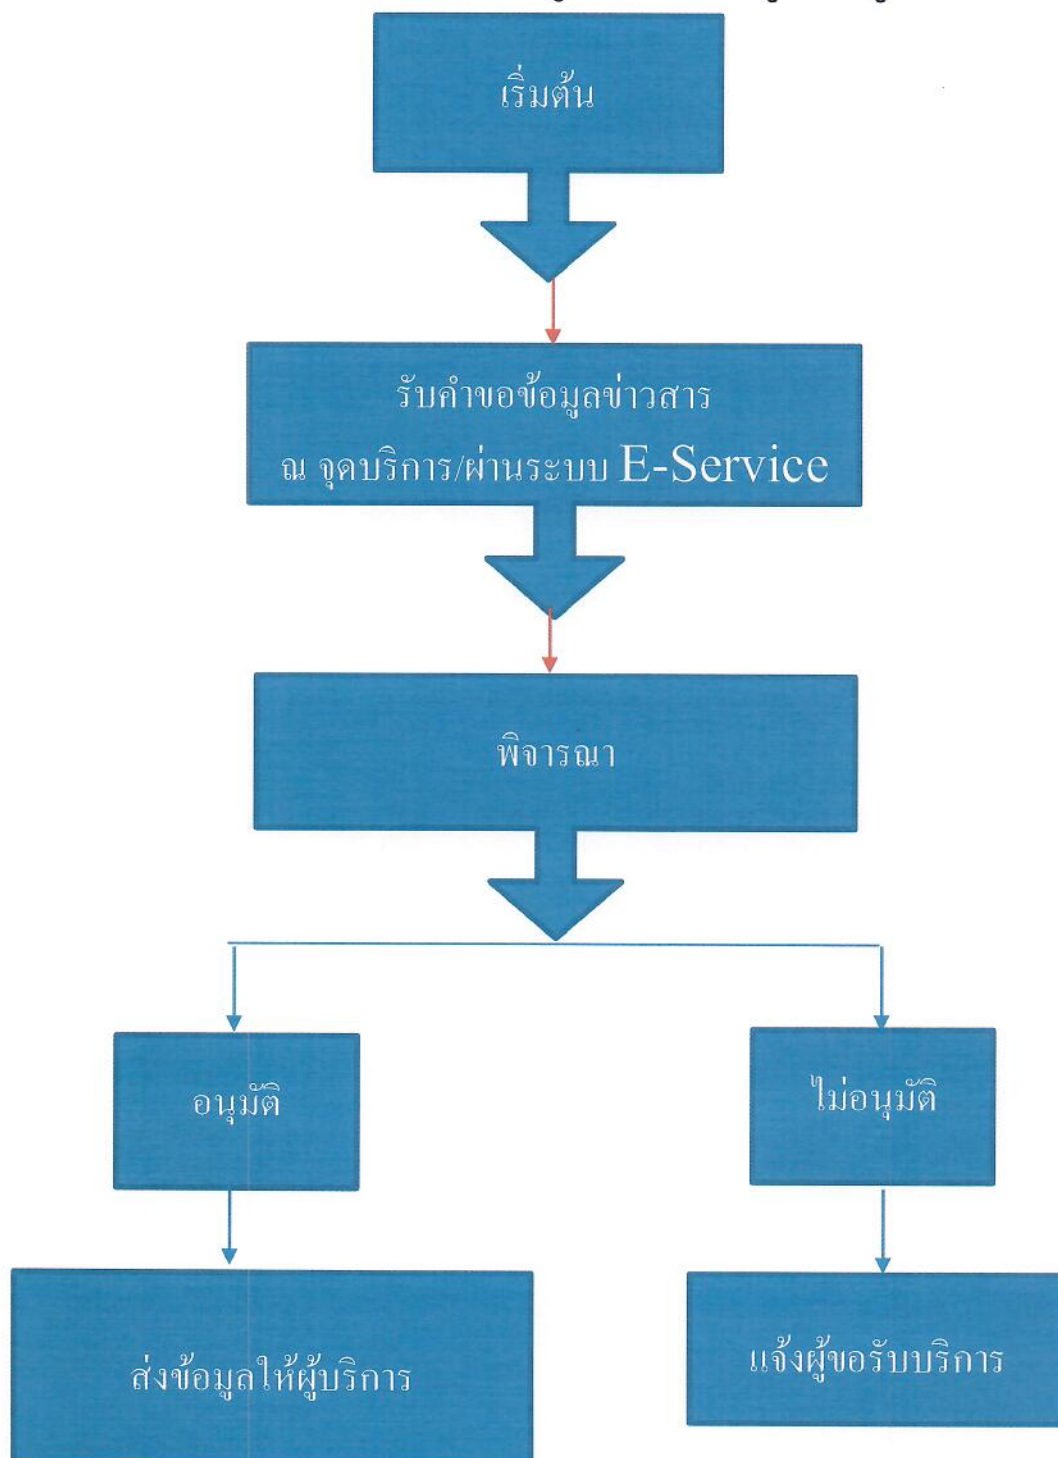 เริ่มต้น
รับคำขอข้อมูลข่าวสาร
ณ จุดบริการ/ผ่านระบบ E-Service
พิจารณา
อนุมัติ
ไม่อนุมัติ
ส่งข้อมูลให้ผู้บริการ
แจ้งผู้ขอรับบริการ